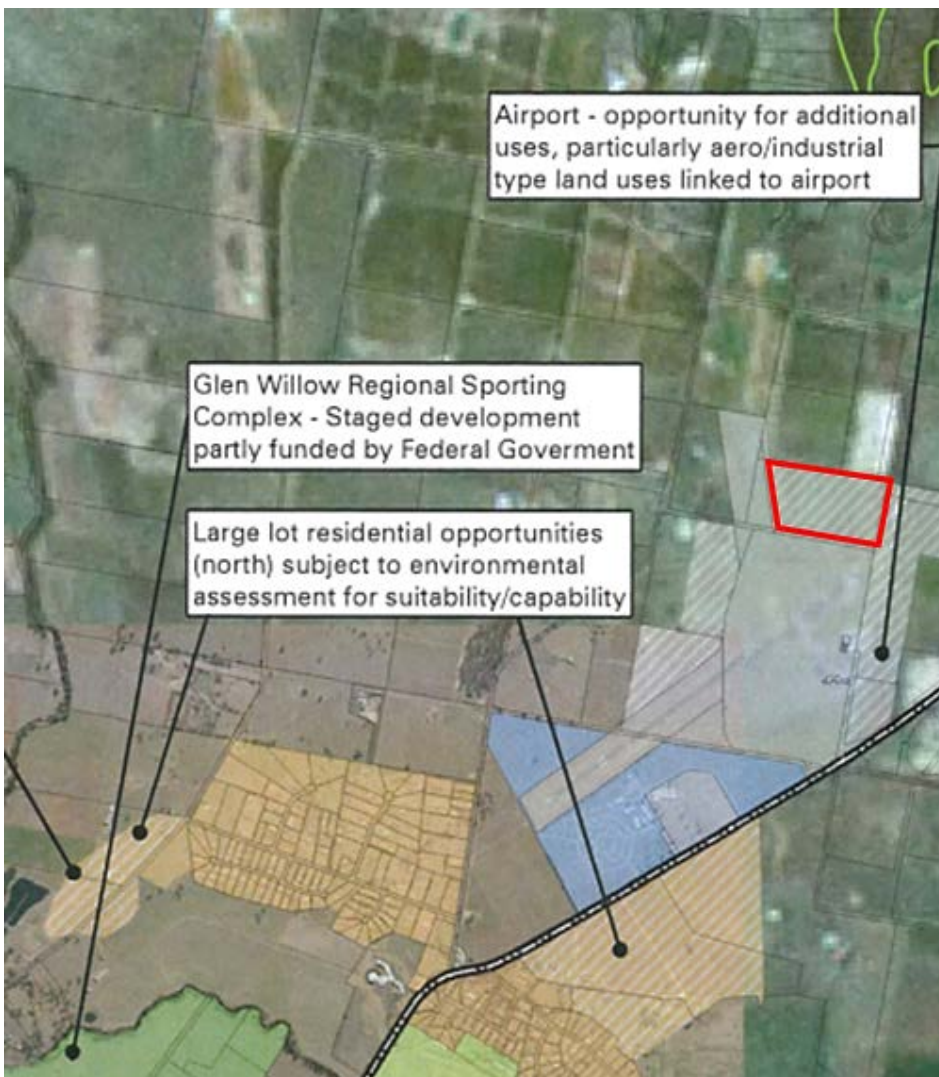 Airport - opportunity for additional
uses, particularly aero/industrial
type land uses linked to airport
Glen Willow Regional Sporting
Complex - Staged development
partly funded by Federal Goverment
Large lot residential opportunities
(north) subject to environmental
assessment for suitability/capability